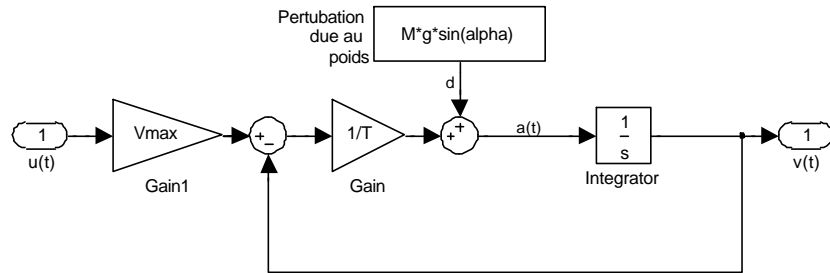 Pertubation
due au
poids
M*g*sin(alpha)
d
1
u(t)
Vmax
Gain1
+
−
1/T
Gain
+
+
a(t)
1
s
Integrator
1
v(t)